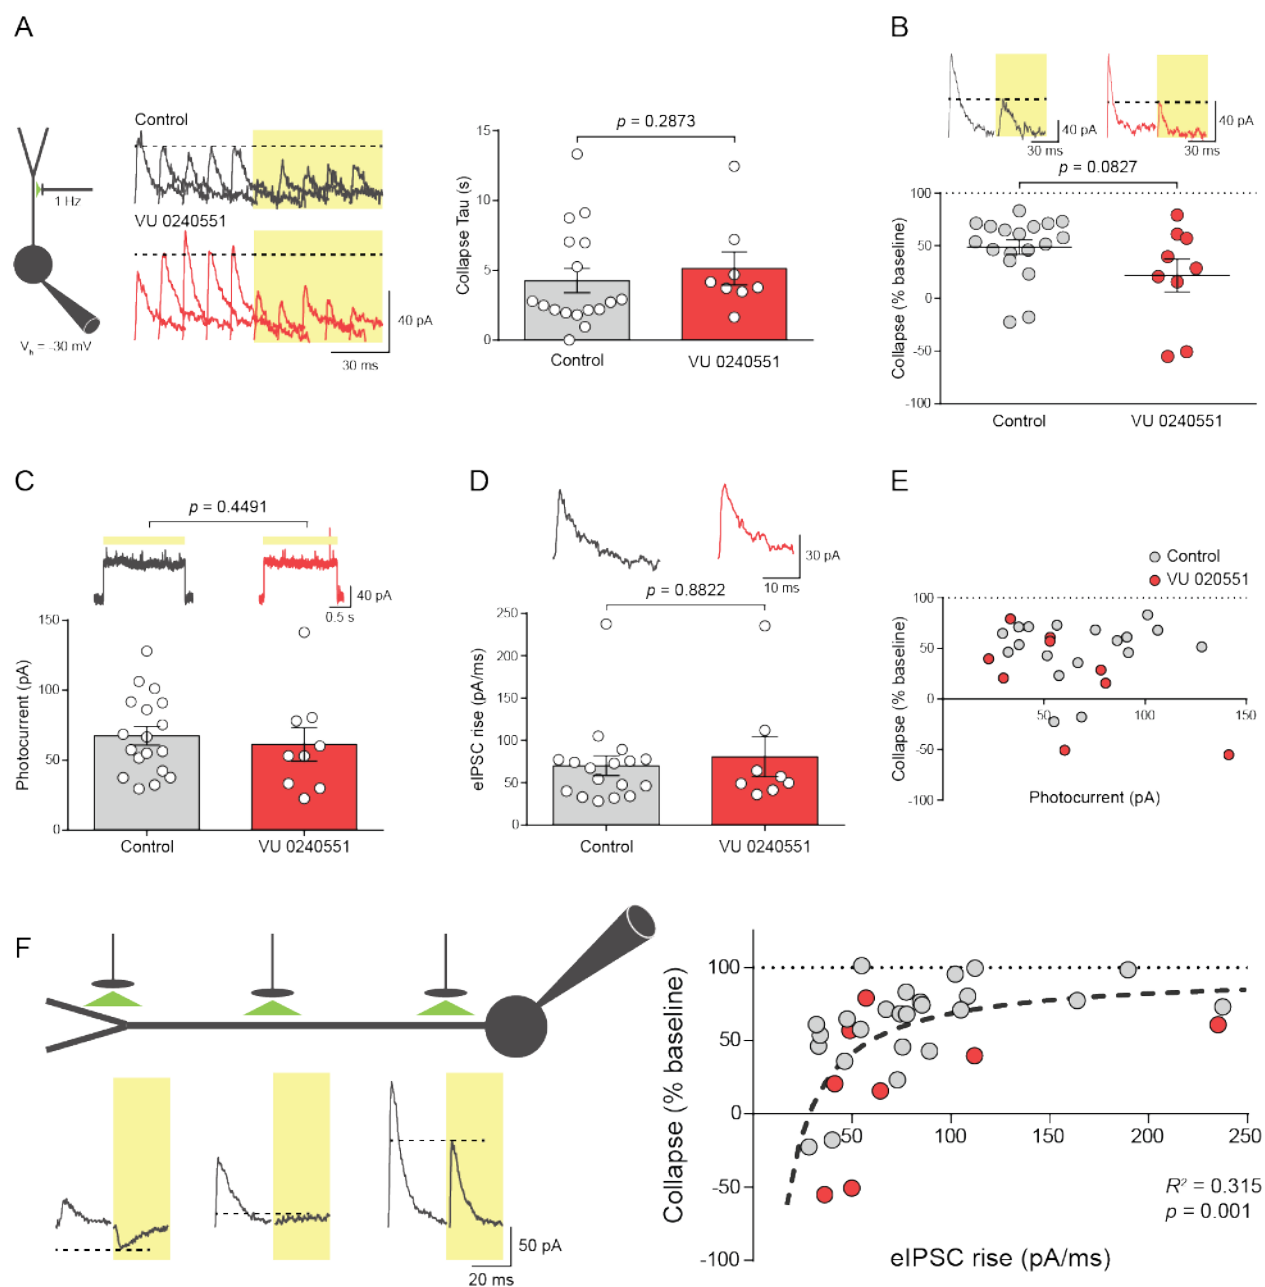 A
Control
1 Hz
VU 0240551
Vh = -30 mV
40 pA
30 ms
p = 0.2873
Collapse Tau (s)
15
10
5
0
Control
VU 0240551
B
40 pA
30 ms
40 pA
30 ms
p = 0.0827
Collapse (% baseline)
100
50
0
-50
-100
Control
VU 0240551
C
p = 0.4491
40 pA
0.5 s
Photocurrent (pA)
150
100
50
0
Control
VU 0240551
D
30 pA
10 ms
p = 0.8822
eIPSC rise (pA/ms)
250
200
150
100
50
0
Control
VU 0240551
E
Control
VU 020551
Collapse (% baseline)
100
50
0
-50
-100
50
100
150
Photocurrent (pA)
F
50 pA
20 ms
Collapse (% baseline)
100
50
0
-50
-100
50
100
150
200
250
R² = 0.315
p = 0.001
eIPSC rise (pA/ms)